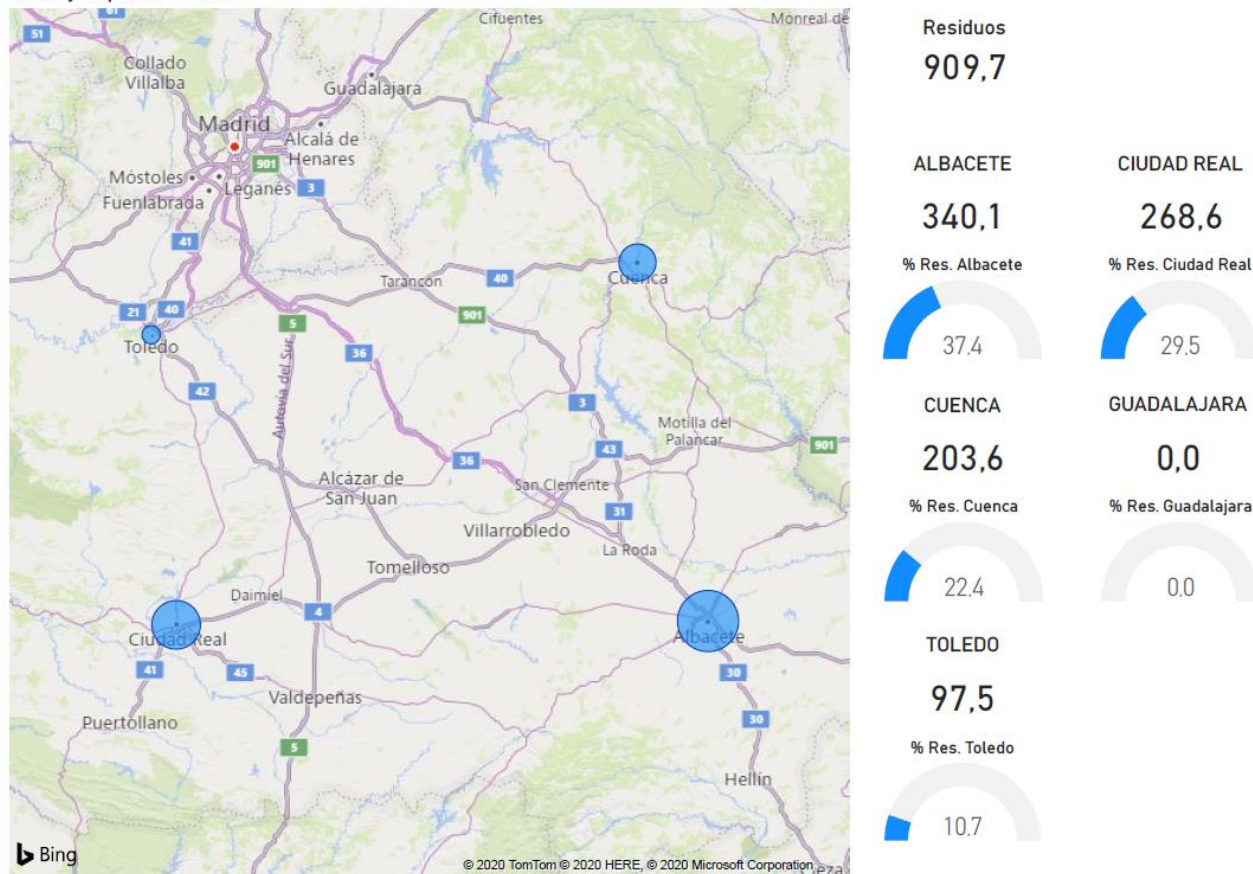 51
61
Cifuentes
Monreal de
Collado
Villalba
Guadalajara
Madrid
Alcalá de
Henares
901
Móstoles
Leganés
3
Fuenlabrada
41
Tarancón
40
Cuenca
21
40
901
Toledo
5
36
42
Autovía del Sur
3
Motilla del
Palancar
901
43
36
Alcázar de
San Juan
San Clemente
31
Villarrobledo
La Roda
Tomelloso
Daimiel
4
Ciudad Real
Albacete
41
45
30
Valdepeñas
30
Puertollano
5
Hellín
Bing
© 2020 TomTom © 2020 HERE, © 2020 Microsoft Corporation
Residuos
909,7
ALBACETE
340,1
% Res. Albacete
37,4
CIUDAD REAL
268,6
% Res. Ciudad Real
29,5
CUENCA
203,6
% Res. Cuenca
22,4
GUADALAJARA
0,0
% Res. Guadalajara
0,0
TOLEDO
97,5
% Res. Toledo
10,7